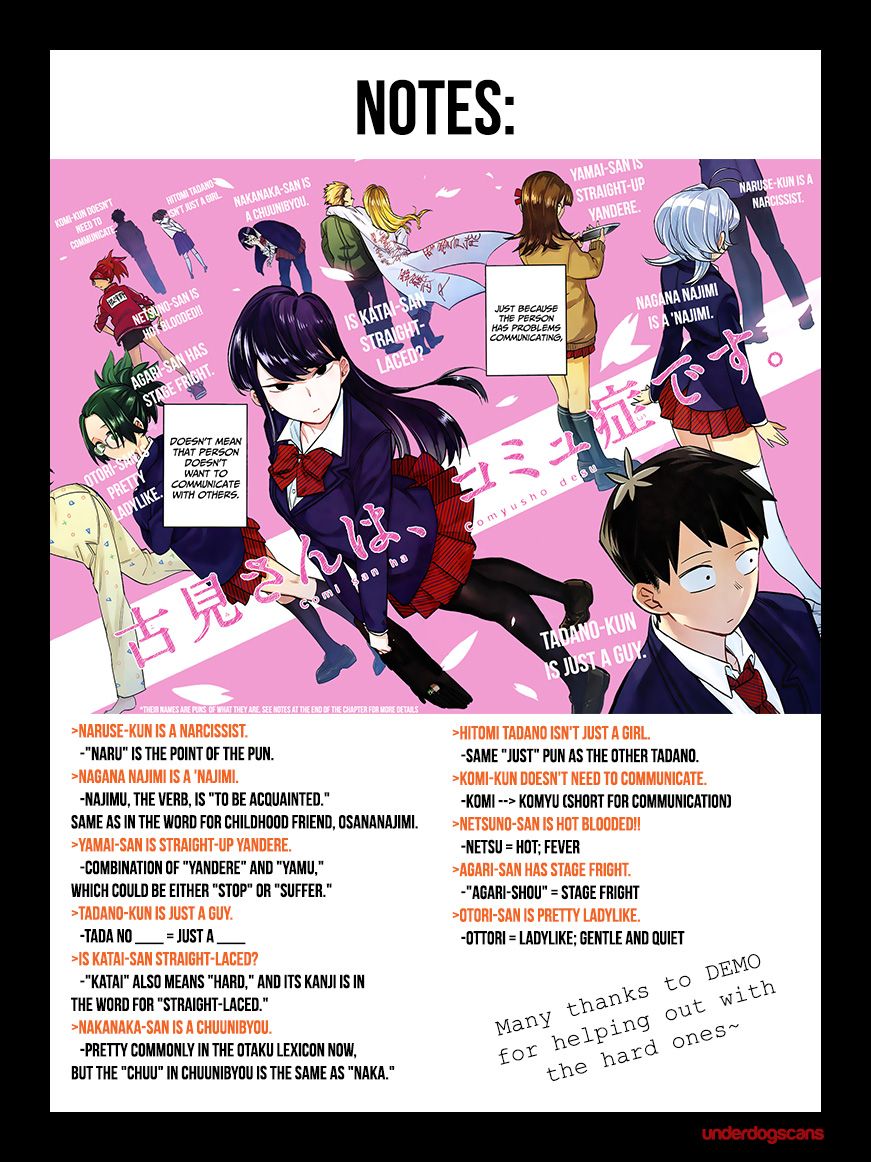 NOTES:
KOMI-KUN DOESN'T
NEED TO
COMMUNICATE.
HITOMI TADANO
ISN'T JUST A GIRL.
NAKANAKA-SAN IS
A CHUUNIBYOU.
YAMAI-SAN IS
STRAIGHT-UP
YANDERE.
NARUSE-KUN IS A
NARCISSIST.
NETSUNO-SAN IS
HOT BLOODED!!
IS KATAI-SAN
STRAIGHT-
LACED?
JUST BECAUSE
THE PERSON
HAS PROBLEMS
COMMUNICATING,
NAGANA NAJIMI
IS A 'NAJIMI.
AGARI-SAN HAS
STAGE FRIGHT.
OTORI-SAN IS
PRETTY
LADYLIKE.
DOESN'T MEAN
THAT PERSON
DOESN'T
WANT TO
COMMUNICATE
WITH OTHERS.
古見さんは、コミュ症です。
Comi san ha
Comyusho desu
TADANO-KUN
IS JUST A GUY.
*THEIR NAMES ARE PUNS OF WHAT THEY ARE, SEE NOTES AT THE END OF THE CHAPTER FOR MORE DETAILS
>NARUSE-KUN IS A NARCISSIST.
-"NARU" IS THE POINT OF THE PUN.
>NAGANA NAJIMI IS A 'NAJIMI.
-NAJIMU, THE VERB, IS "TO BE ACQUAINTED."
SAME AS IN THE WORD FOR CHILDHOOD FRIEND, OSANANAJIMI.
>YAMAI-SAN IS STRAIGHT-UP YANDERE.
-COMBINATION OF "YANDERE" AND "YAMU,"
WHICH COULD BE EITHER "STOP" OR "SUFFER."
>TADANO-KUN IS JUST A GUY.
-TADA NO ____ = JUST A ____
>IS KATAI-SAN STRAIGHT-LACED?
-"KATAI" ALSO MEANS "HARD," AND ITS KANJI IS IN
THE WORD FOR "STRAIGHT-LACED."
>NAKANAKA-SAN IS A CHUUNIBYOU.
-PRETTY COMMONLY IN THE OTAKU LEXICON NOW,
BUT THE "CHUU" IN CHUUNIBYOU IS THE SAME AS "NAKA."
>HITOMI TADANO ISN'T JUST A GIRL.
-SAME "JUST" PUN AS THE OTHER TADANO.
>KOMI-KUN DOESN'T NEED TO COMMUNICATE.
-KOMI --> KOMYU (SHORT FOR COMMUNICATION)
>NETSUNO-SAN IS HOT BLOODED!!
-NETSU = HOT; FEVER
>AGARI-SAN HAS STAGE FRIGHT.
-"AGARI-SHOU" = STAGE FRIGHT
>OTORI-SAN IS PRETTY LADYLIKE.
-OTTORI = LADYLIKE; GENTLE AND QUIET
Many thanks to DEMO
for helping out with
the hard ones~
underdogscans